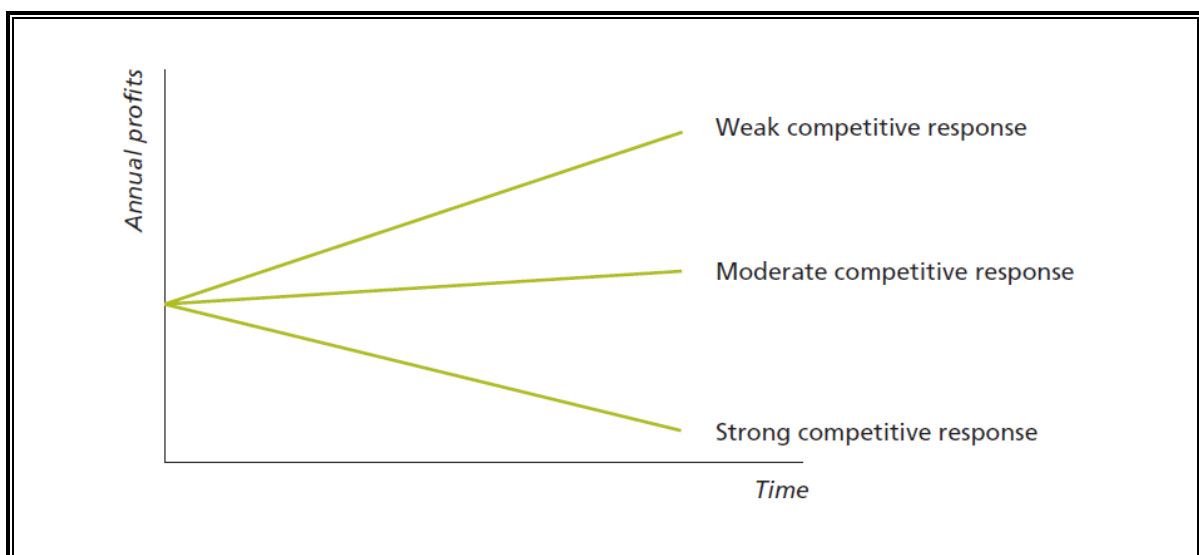 Annual profits
Weak competitive response
Moderate competitive response
Strong competitive response
Time